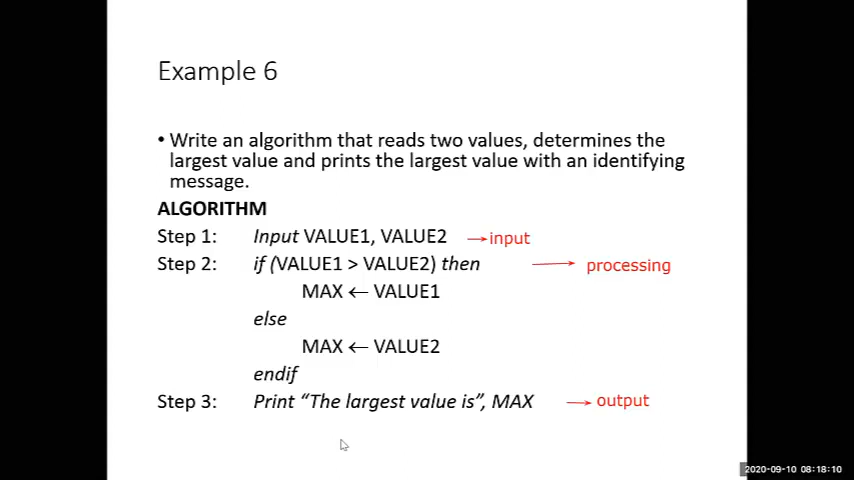 Example 6
• Write an algorithm that reads two values, determines the
largest value and prints the largest value with an identifying
message.
ALGORITHM
Step 1: Input VALUE1, VALUE2 → input
Step 2: if (VALUE1 > VALUE2) then → processing
MAX ← VALUE1
else
MAX ← VALUE2
endif
Step 3: Print “The largest value is”, MAX → output
2020-09-10 08:18:10